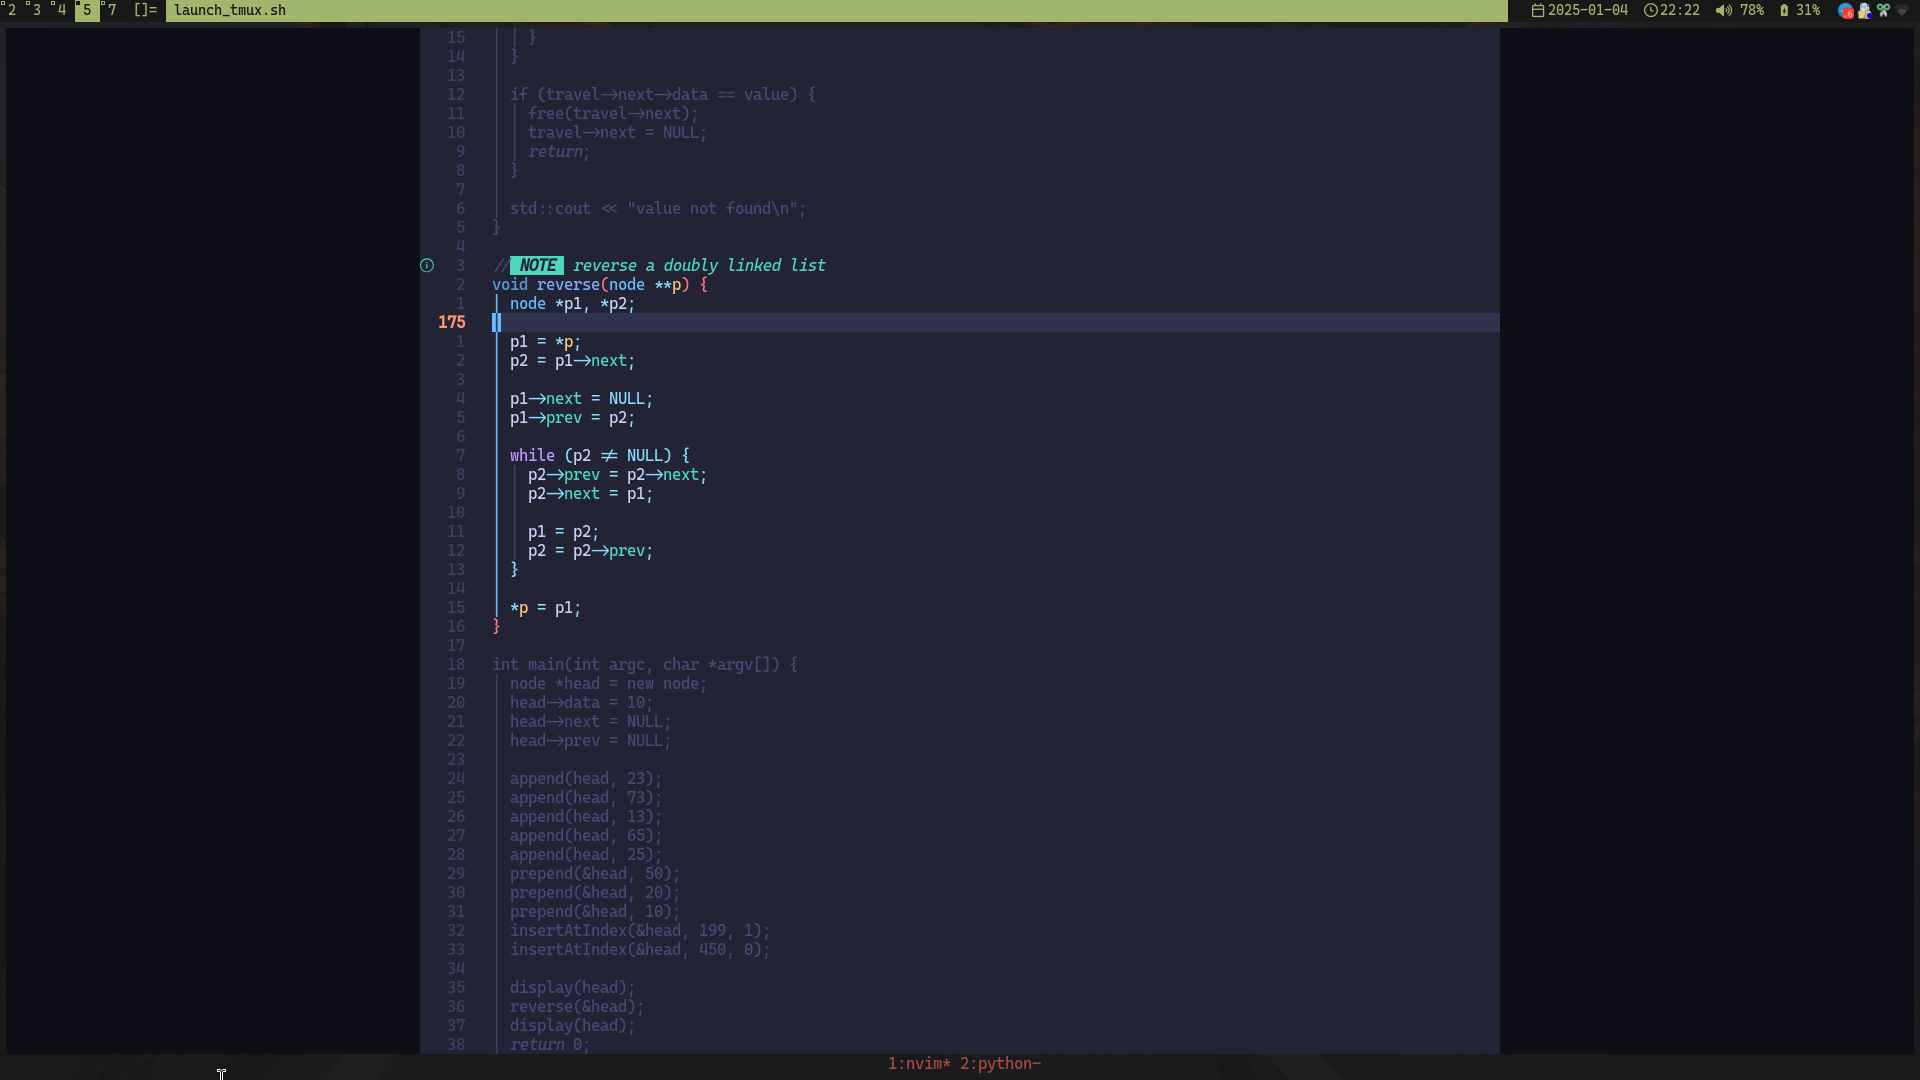 2 3 4 5 7 []= launch_tmux.sh 2025-01-04 22:22 78% 31%
15 }
14 }
13
12 if (travel->next->data == value) {
11 free(travel->next);
10 travel->next = NULL;
9 return;
8 }
7
6 std::cout << "value not found\n";
5 }
4
3 // NOTE reverse a doubly linked list
2 void reverse(node **p) {
1 node *p1, *p2;
175
1 p1 = *p;
2 p2 = p1->next;
3
4 p1->next = NULL;
5 p1->prev = p2;
6
7 while (p2 != NULL) {
8 p2->prev = p2->next;
9 p2->next = p1;
10
11 p1 = p2;
12 p2 = p2->prev;
13 }
14
15 *p = p1;
16 }
17
18 int main(int argc, char *argv[]) {
19 node *head = new node;
20 head->data = 10;
21 head->next = NULL;
22 head->prev = NULL;
23
24 append(head, 23);
25 append(head, 73);
26 append(head, 13);
27 append(head, 65);
28 append(head, 25);
29 prepend(&head, 50);
30 prepend(&head, 20);
31 prepend(&head, 10);
32 insertAtIndex(&head, 199, 1);
33 insertAtIndex(&head, 450, 0);
34
35 display(head);
36 reverse(&head);
37 display(head);
38 return 0;
1:nvim* 2:python-